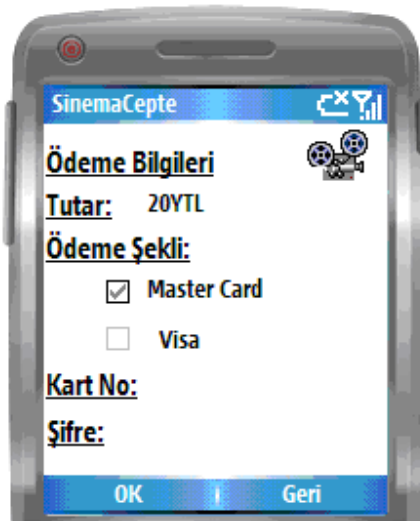 SinemaCepte
Ödeme Bilgileri
Tutar: 20YTL
Ödeme Şekli:
Master Card
Visa
Kart No:
Şifre:
OK Geri